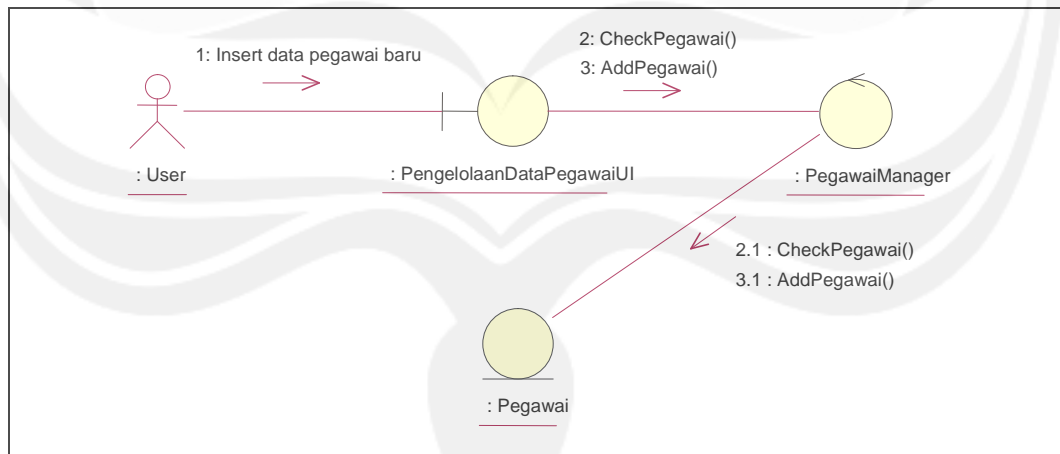 1: Insert data pegawai baru
2: CheckPegawai()
3: AddPegawai()
: User
: PengelolaanDataPegawaiUI
: PegawaiManager
2.1 : CheckPegawai()
3.1 : AddPegawai()
: Pegawai